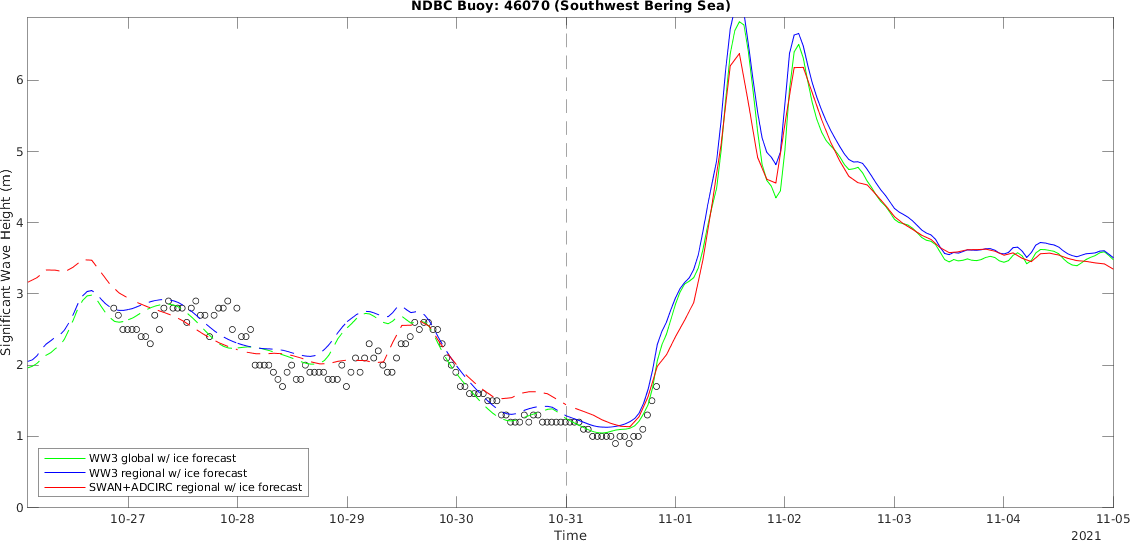 NDBC Buoy: 46070 (Southwest Bering Sea)
Significant Wave Height (m)
6
5
4
3
2
1
0
WW3 global w/ ice forecast
WW3 regional w/ ice forecast
SWAN+ADCIRC regional w/ ice forecast
10-27 10-28 10-29 10-30 10-31 11-01 11-02 11-03 11-04 11-05
Time
2021